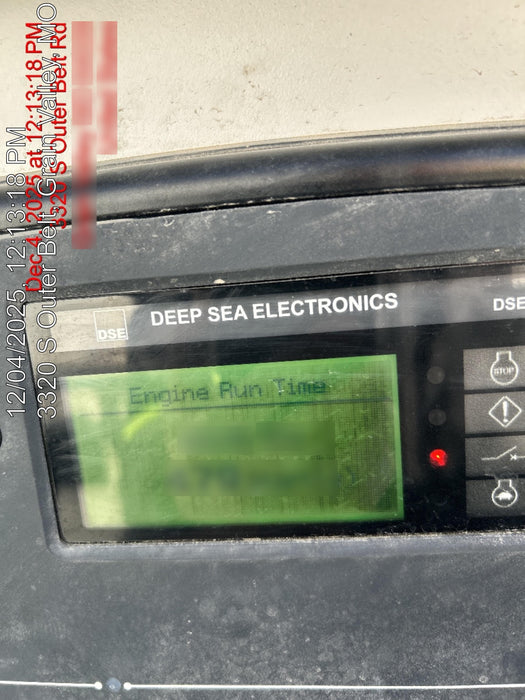 12/04/2025, 12:13:18 PM
3320 S Outer Belt, Grain Valley, MO
Dec 4, 2025 at 12:13:18 PM
3320 S Outer Belt Rd
DSE
DEEP SEA ELECTRONICS
DSE
Engine Run Time
STOP